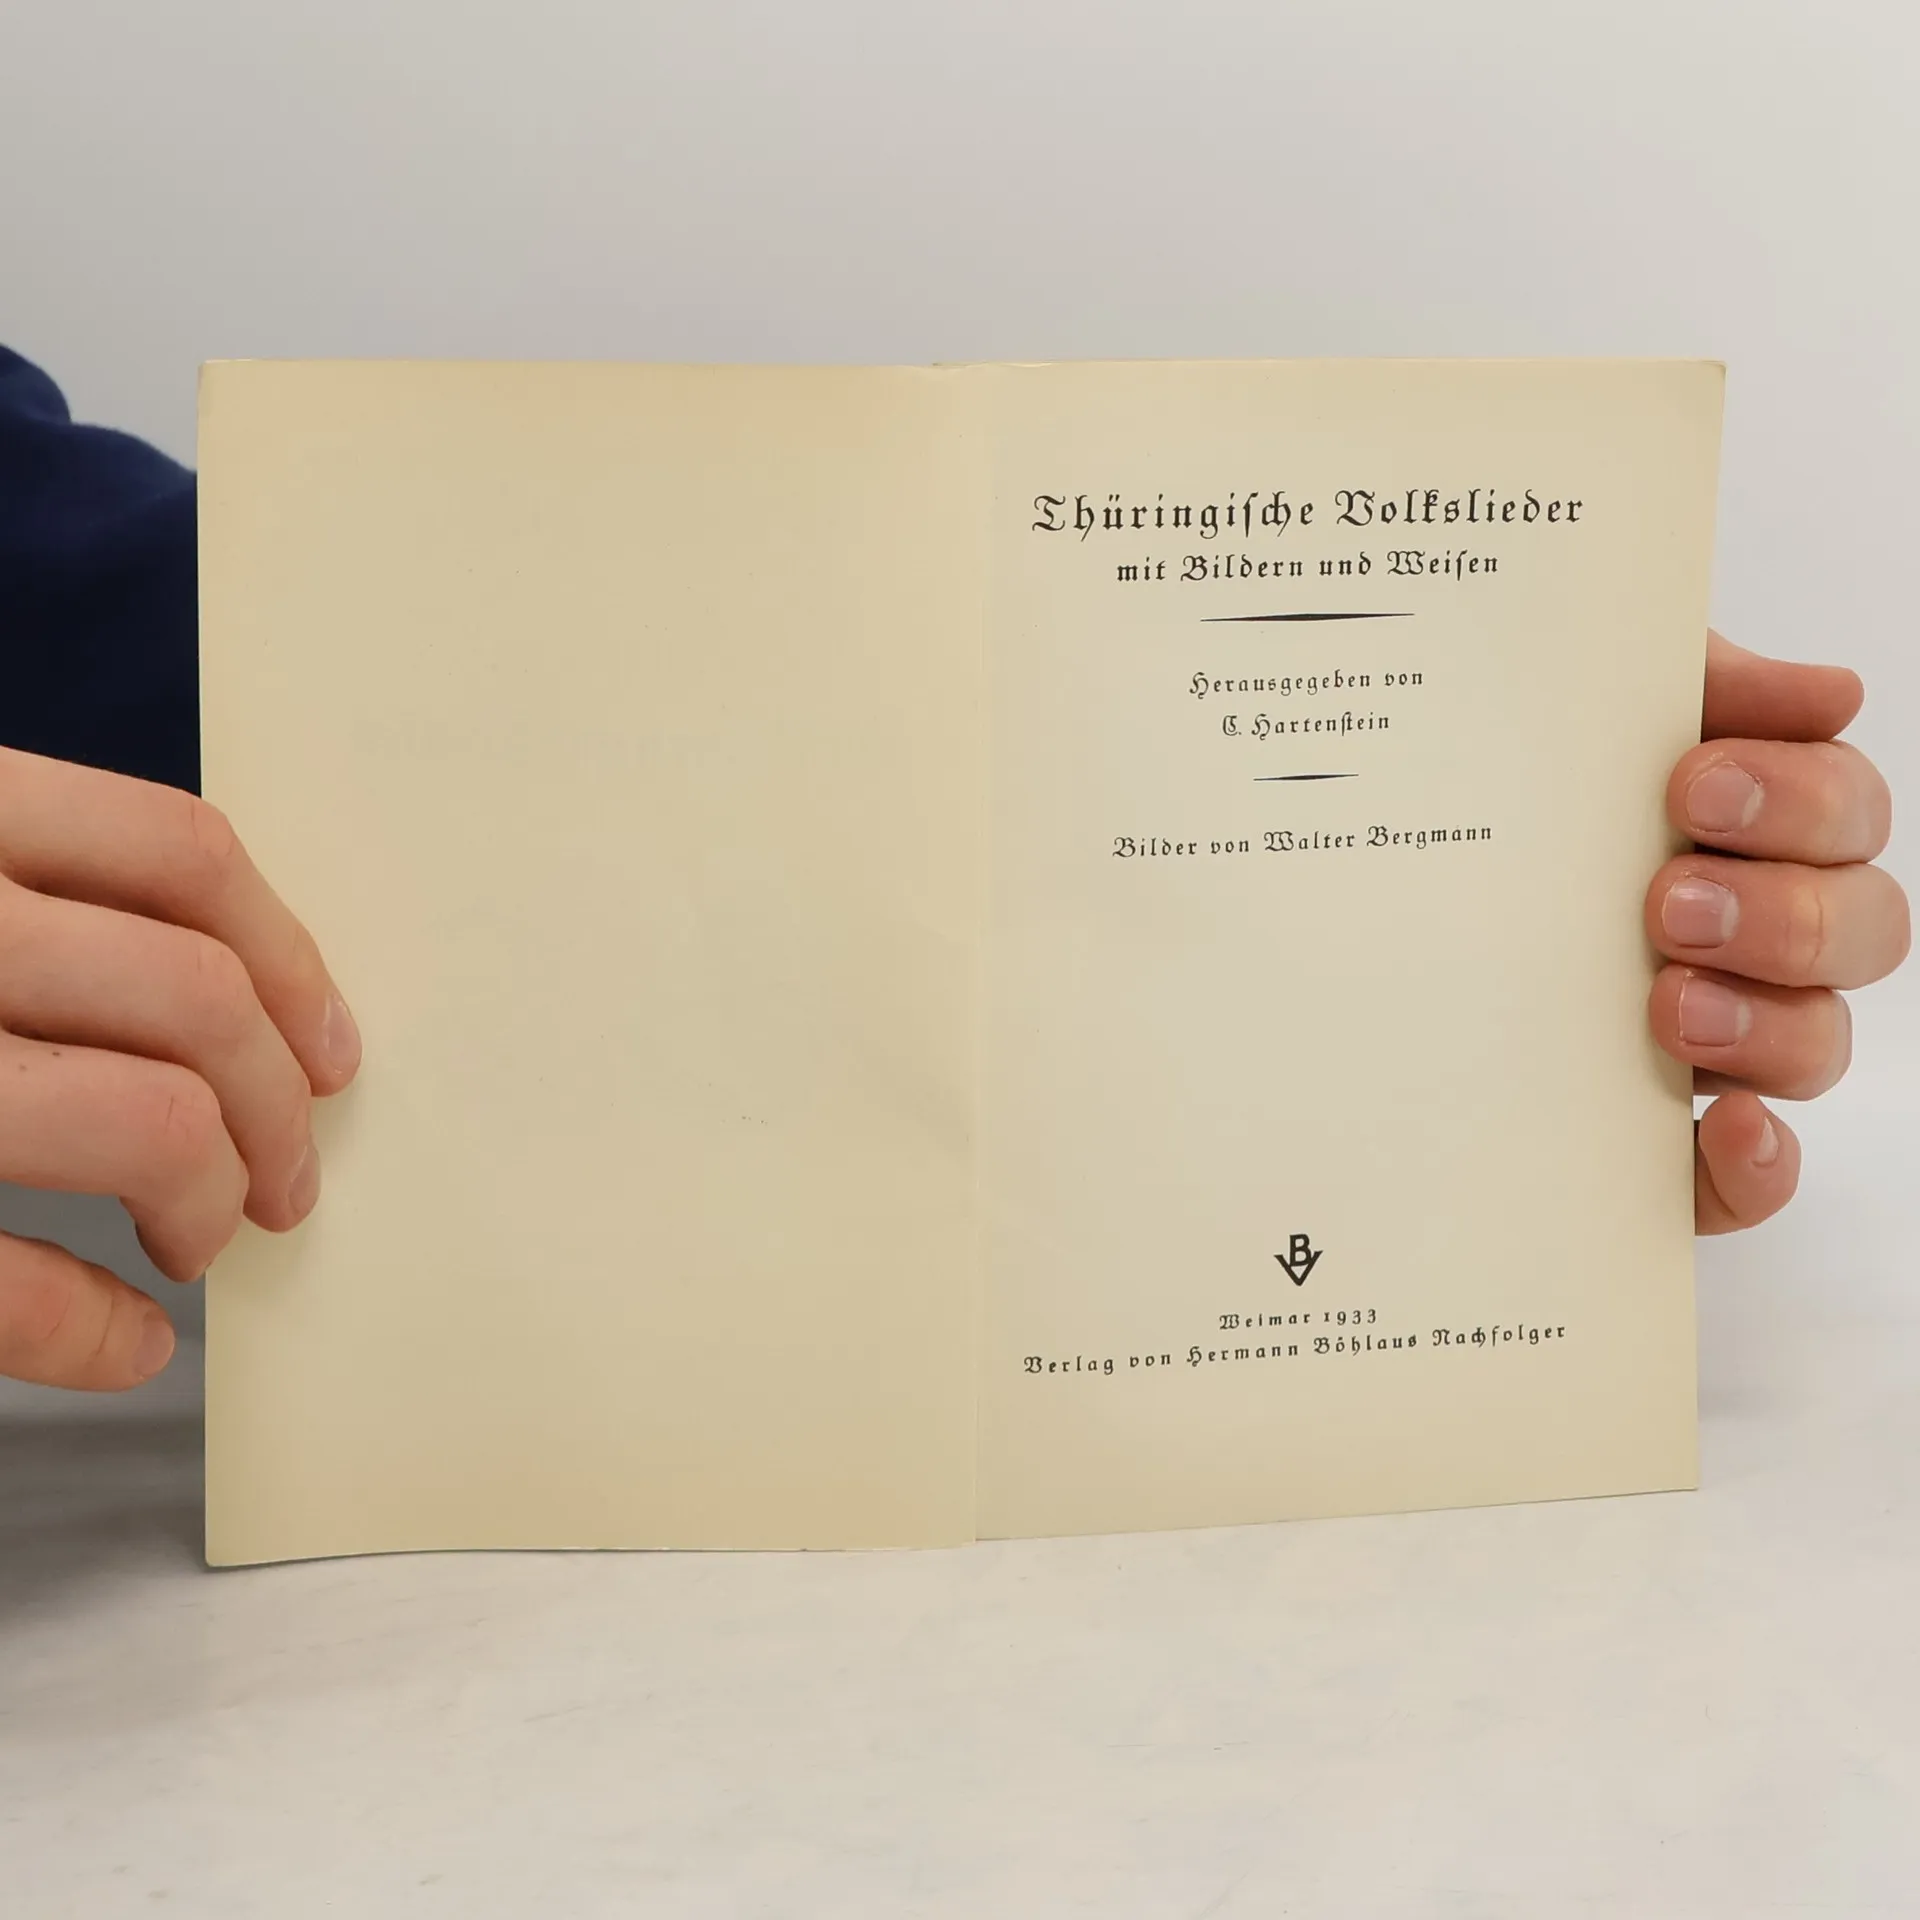 Thüringiſche Volkslieder
mit Bildern und Weiſen
Herausgegeben von
C. Hartenſtein
Bilder von Walter Bergmann
BV
Weimar 1933
Verlag von Hermann Böhlaus Nachfolger